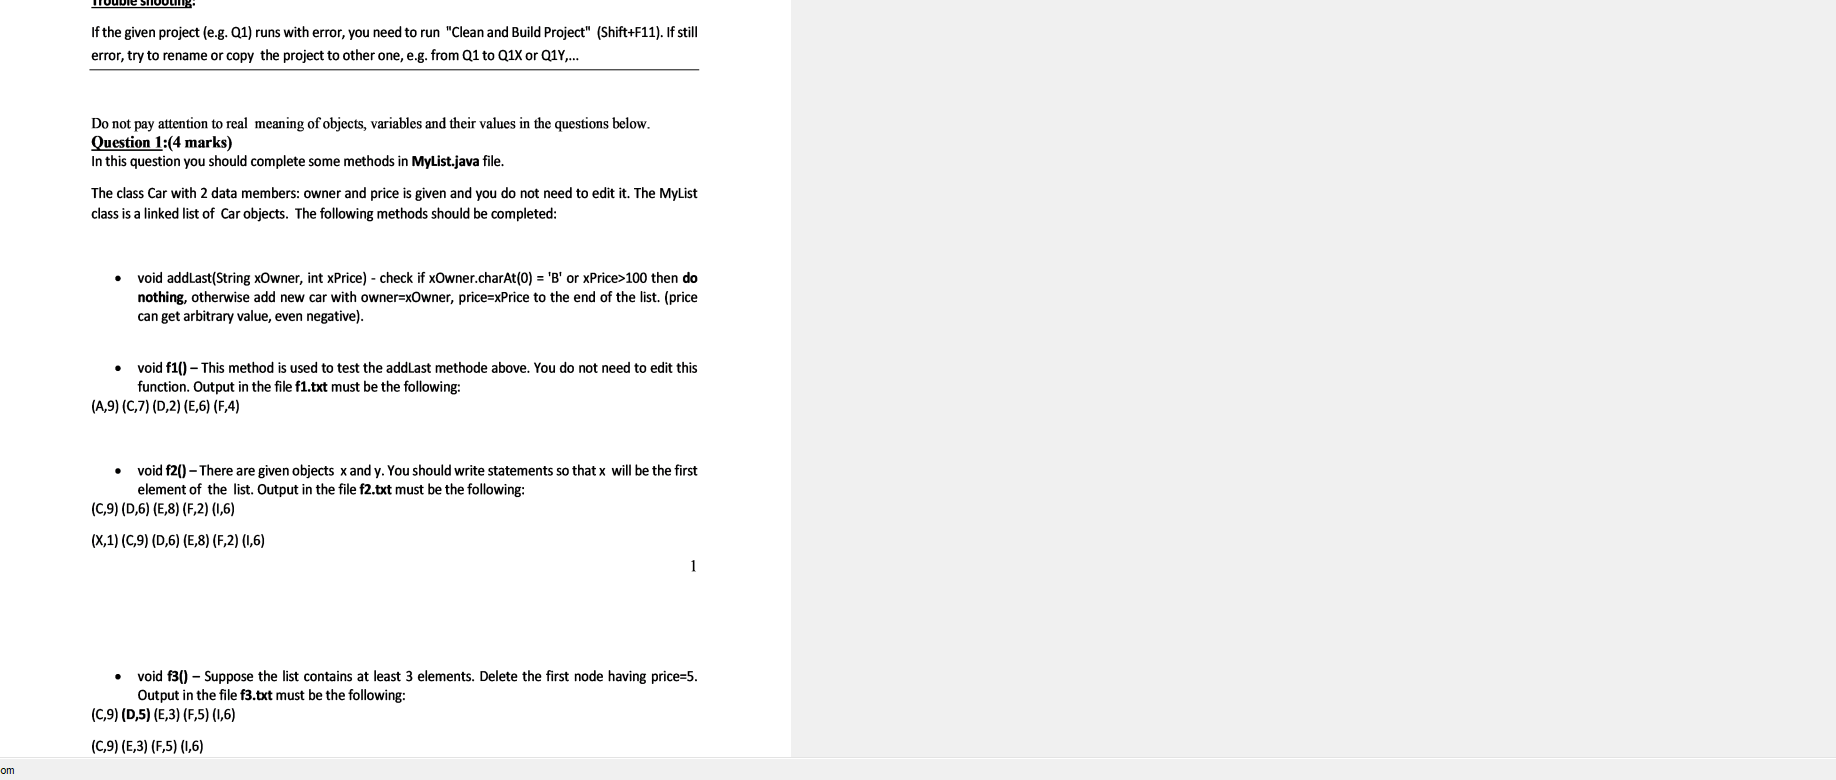 Trouble shooting:
If the given project (e.g. Q1) runs with error, you need to run "Clean and Build Project" (Shift+F11). If still
error, try to rename or copy the project to other one, e.g. from Q1 to Q1X or Q1Y,...
Do not pay attention to real meaning of objects, variables and their values in the questions below.
Question 1:(4 marks)
In this question you should complete some methods in MyList.java file.
The class Car with 2 data members: owner and price is given and you do not need to edit it. The MyList
class is a linked list of Car objects. The following methods should be completed:
• void addLast(String xOwner, int xPrice) - check if xOwner.charAt(0) = 'B' or xPrice>100 then do
nothing, otherwise add new car with owner=xOwner, price=xPrice to the end of the list. (price
can get arbitrary value, even negative).
• void f1() – This method is used to test the addLast methode above. You do not need to edit this
function. Output in the file f1.txt must be the following:
(A,9) (C,7) (D,2) (E,6) (F,4)
• void f2() – There are given objects x and y. You should write statements so that x will be the first
element of the list. Output in the file f2.txt must be the following:
(C,9) (D,6) (E,8) (F,2) (I,6)
(X,1) (C,9) (D,6) (E,8) (F,2) (I,6)
1
• void f3() – Suppose the list contains at least 3 elements. Delete the first node having price=5.
Output in the file f3.txt must be the following:
(C,9) (D,5) (E,3) (F,5) (I,6)
(C,9) (E,3) (F,5) (I,6)
om